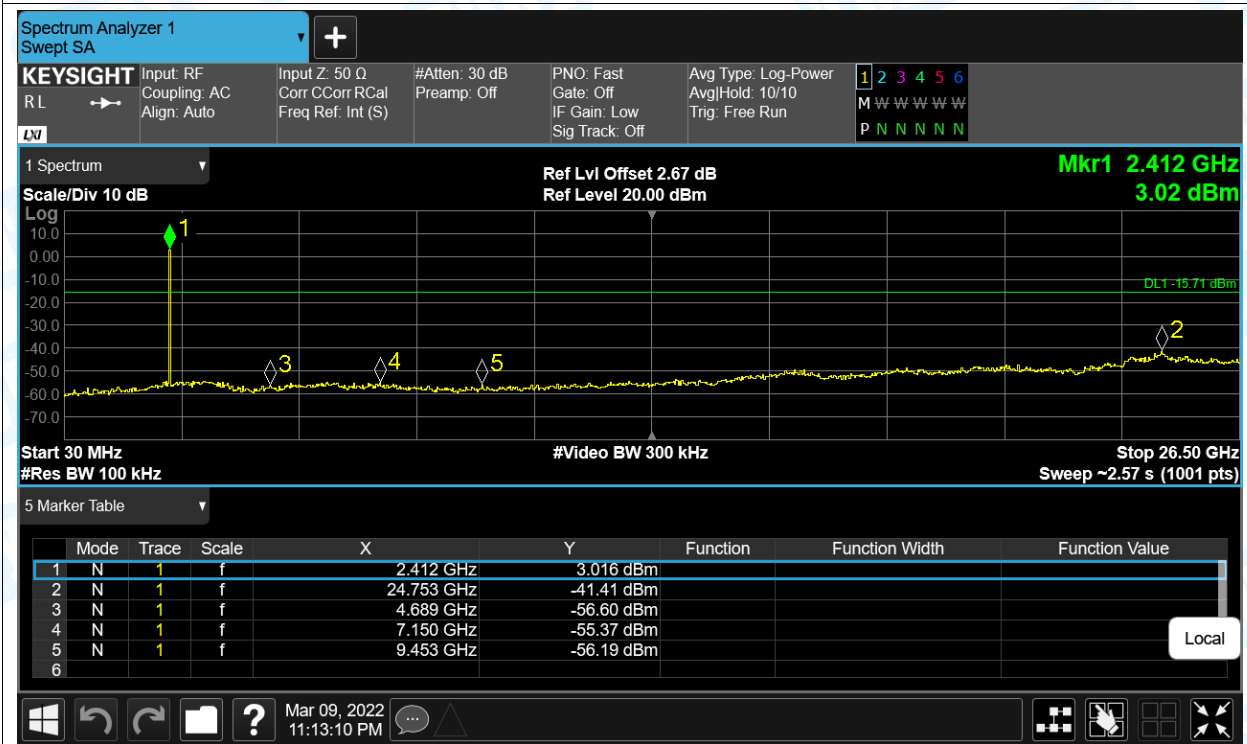 Spectrum Analyzer 1
Swept SA
KEYSIGHT
R L
LXI
Input: RF
Coupling: AC
Align: Auto
Input Z: 50 Ω
Corr CCorr RCal
Freq Ref: Int (S)
#Atten: 30 dB
Preamp: Off
PNO: Fast
Gate: Off
IF Gain: Low
Sig Track: Off
Avg Type: Log-Power
Avg|Hold: 10/10
Trig: Free Run
1 2 3 4 5 6
M W W W W W
P N N N N N
1 Spectrum
Scale/Div 10 dB
Ref Lvl Offset 2.67 dB
Ref Level 20.00 dBm
Mkr1 2.412 GHz
3.02 dBm
Log
10.0
0.00
-10.0
-20.0
-30.0
-40.0
-50.0
-60.0
-70.0
1
DL1 -15.71 dBm
2
3
4
5
Start 30 MHz
#Res BW 100 kHz
#Video BW 300 kHz
Stop 26.50 GHz
Sweep ~2.57 s (1001 pts)
5 Marker Table
Mode Trace Scale X Y Function Function Width Function Value
1 N 1 f 2.412 GHz 3.016 dBm
2 N 1 f 24.753 GHz -41.41 dBm
3 N 1 f 4.689 GHz -56.60 dBm
4 N 1 f 7.150 GHz -55.37 dBm
5 N 1 f 9.453 GHz -56.19 dBm
6
Local
?
Mar 09, 2022
11:13:10 PM